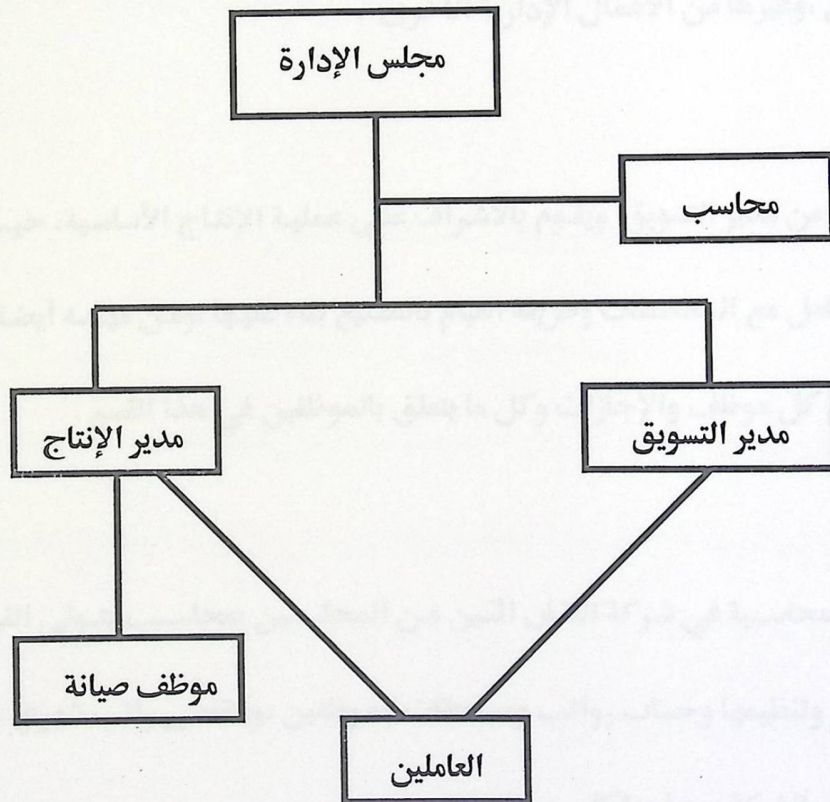 مجلس الإدارة
محاسب
مدير التسويق
مدير الإنتاج
موظف صيانة
العاملين